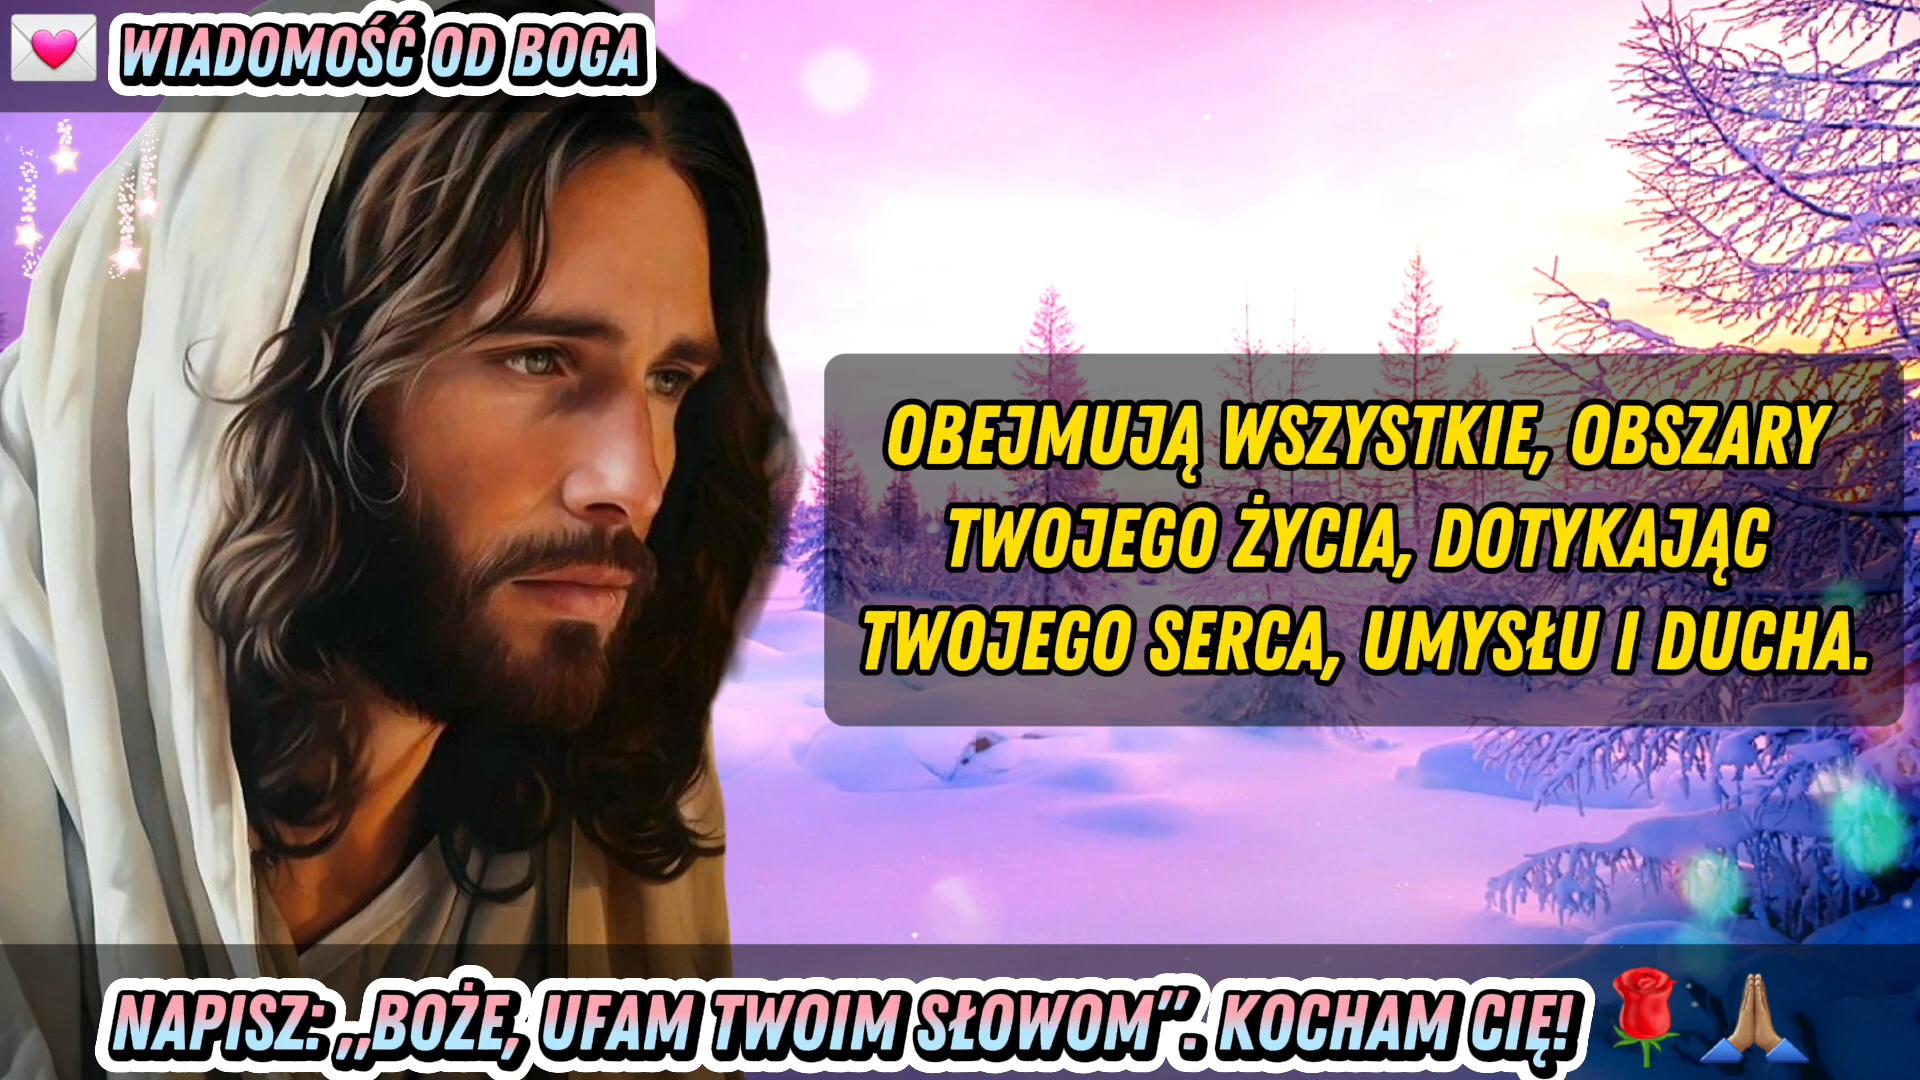 WIADOMOŚĆ OD BOGA
OBEJMUJĄ WSZYSTKIE, OBSZARY
TWOJEGO ŻYCIA, DOTYKAJĄC
TWOJEGO SERCA, UMYSŁU I DUCHA.
NAPISZ: ,,BOŻE, UFAM TWOIM SŁOWOM". KOCHAM CIĘ!